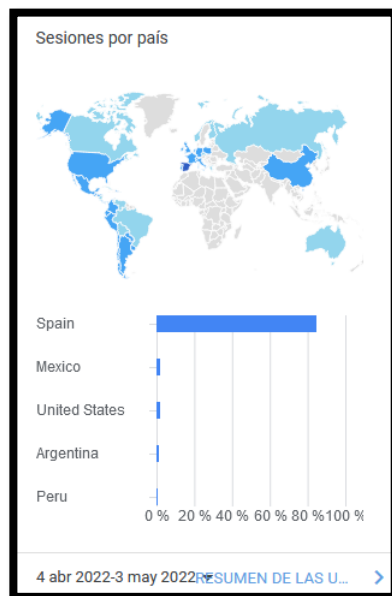 Sesiones por país
Spain
Mexico
United States
Argentina
Peru
0 % 20 % 40 % 60 % 80 % 100 %
4 abr 2022-3 may 2022 RESUMEN DE LAS U...